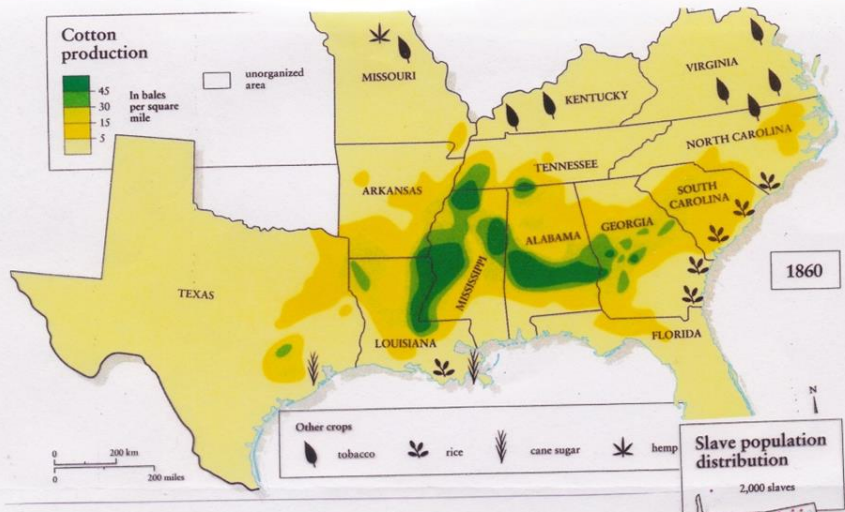 Cotton
production
45
30
15
5
In bales
per square
mile
unorganized
area
MISSOURI
KENTUCKY
VIRGINIA
NORTH CAROLINA
TENNESSEE
ARKANSAS
SOUTH
CAROLINA
GEORGIA
ALABAMA
MISSISSIPPI
1860
TEXAS
LOUISIANA
FLORIDA
N
Other crops
tobacco
rice
cane sugar
hemp
0 200 km
0 200 miles
Slave population
distribution
2,000 slaves